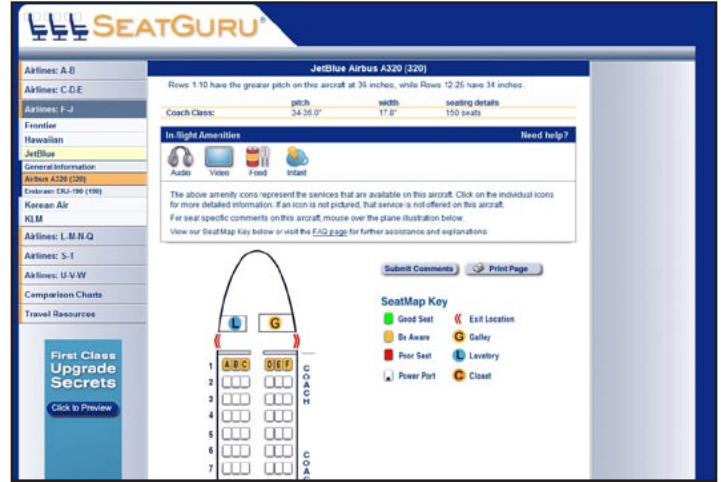 SEATGURU®
Airlines: A-B
Airlines: C-D-E
Airlines: F-J
Frontier
Hawaiian
JetBlue
General Information
Airbus A320 (320)
Embraer ERJ-190 (190)
Korean Air
KLM
Airlines: L-M-N-Q
Airlines: S-T
Airlines: U-V-W
Comparison Charts
Travel Resources
First Class
Upgrade
Secrets
Click to Preview
JetBlue Airbus A320 (320)
Rows 1-10 have the greater pitch on this aircraft at 36 inches, while Rows 12-26 have 34 inches.
pitch width seating details
Coach Class: 34-36.0" 17.8" 150 seats
In-flight Amenities Need help?
Audio Video Food Infant
The above amenity icons represent the services that are available on this aircraft. Click on the individual icons
for more detailed information. If an icon is not pictured, that service is not offered on this aircraft.
For seat specific comments on this aircraft, mouse over the plane illustration below.
View our SeatMap Key below or visit the FAQ page for further assistance and explanations.
Submit Comments Print Page
SeatMap Key
Good Seat Exit Location
Be Aware G Galley
Poor Seat L Lavatory
Power Port C Closet
L G
1 A B C D E F
2
3
4
5
6
7
COACH
COA